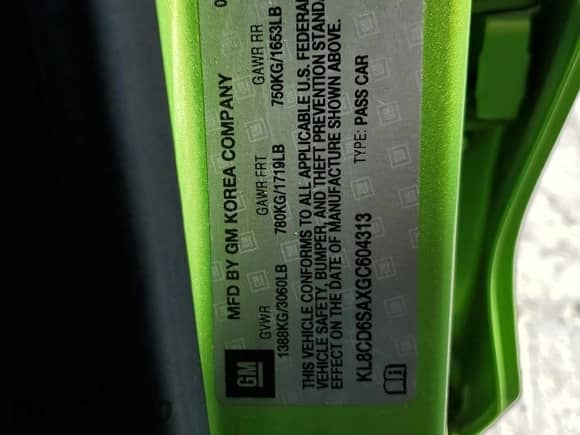 MFD BY GM KOREA COMPANY
GVWR GAWR FRT GAWR RR
1388KG/3060LB 780KG/1719LB 750KG/1653LB
THIS VEHICLE CONFORMS TO ALL APPLICABLE U.S. FEDERAL
VEHICLE SAFETY, BUMPER, AND THEFT PREVENTION STAND
EFFECT ON THE DATE OF MANUFACTURE SHOWN ABOVE.
KL8CD6SAXGC604313 TYPE: PASS CAR
GM